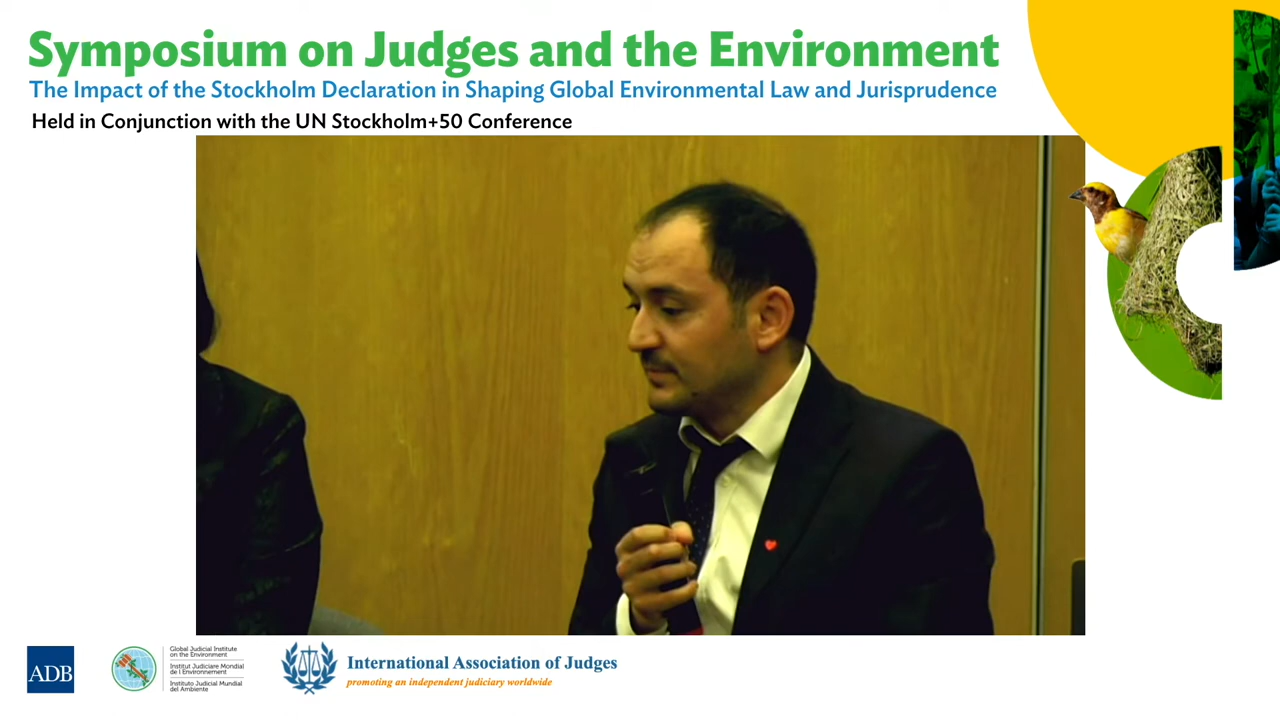 Symposium on Judges and the Environment
The Impact of the Stockholm Declaration in Shaping Global Environmental Law and Jurisprudence
Held in Conjunction with the UN Stockholm+50 Conference
ADB
Global Judicial Institute
on the Environment
Institut Judiciaire Mondial
de l Environnement
Instituto Judicial Mundial
del Ambiente
International Association of Judges
promoting an independent judiciary worldwide